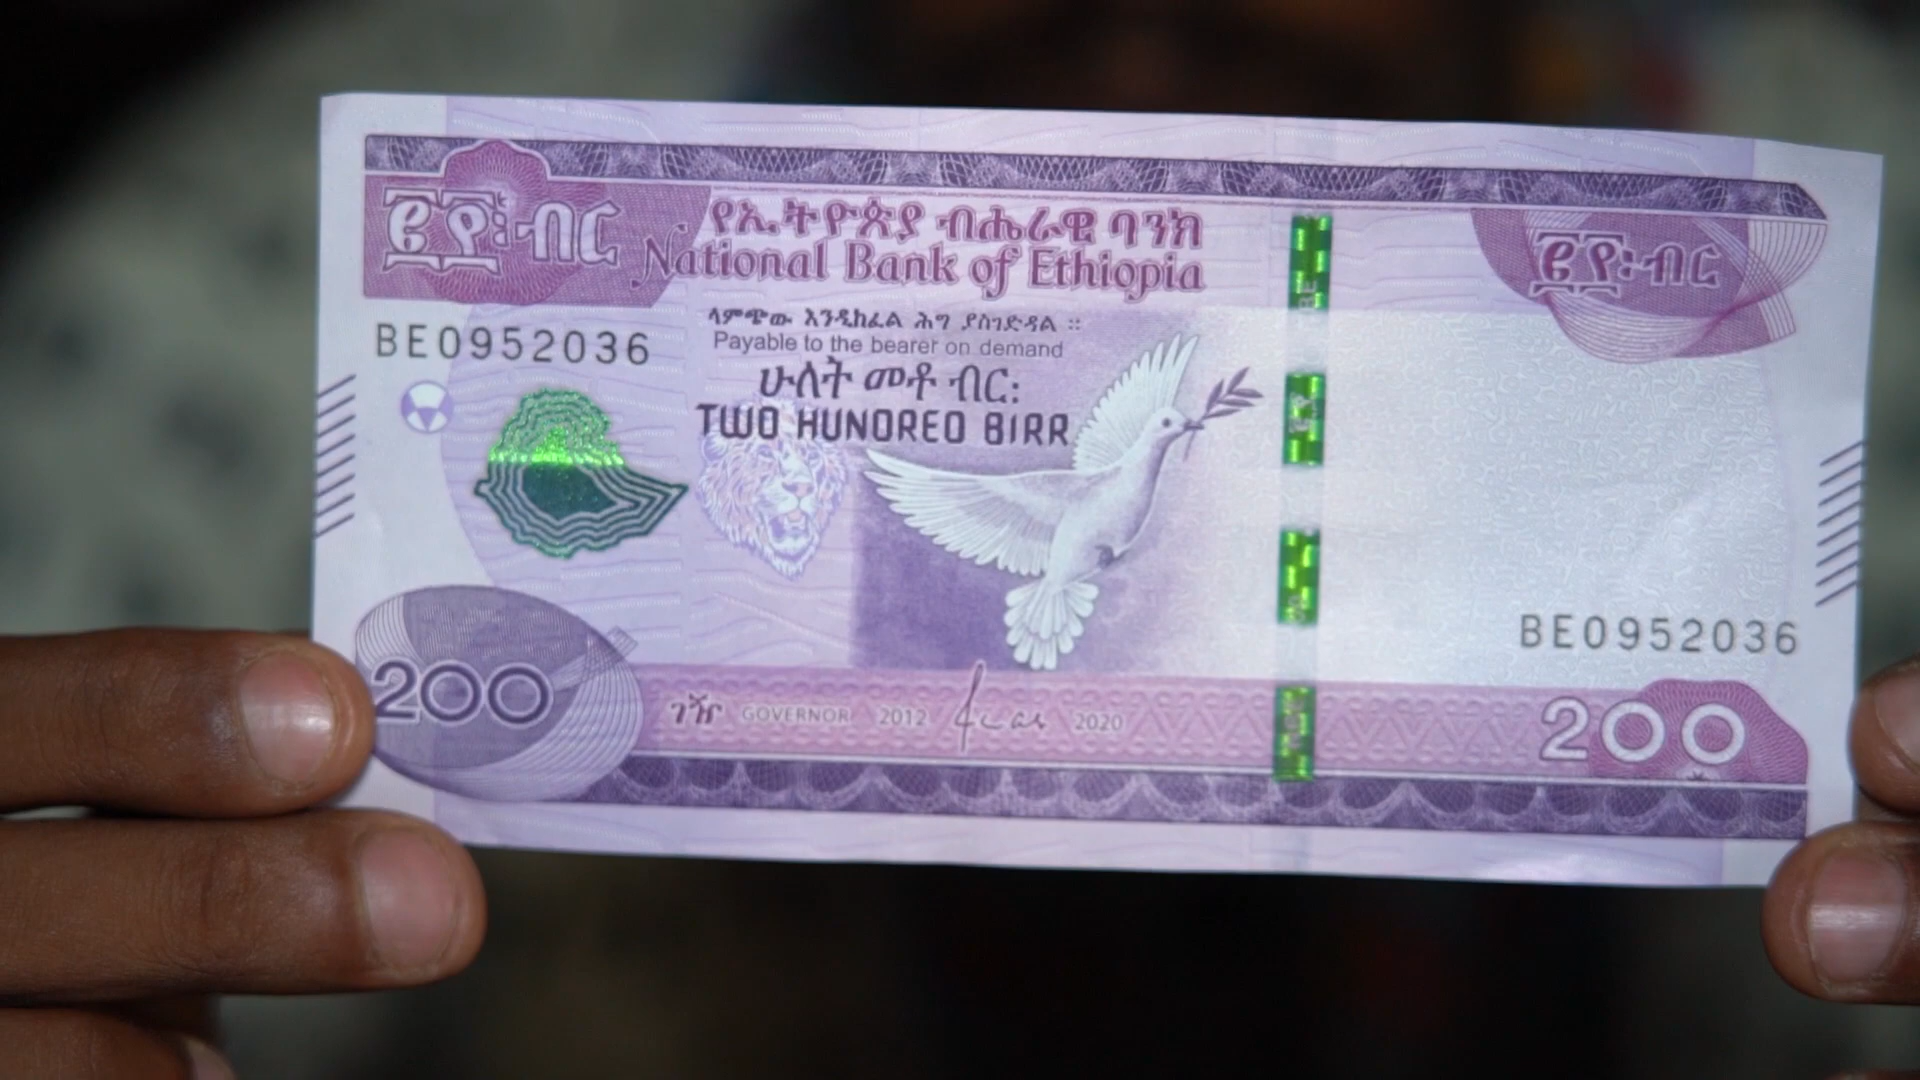 ፪፻፡ብር
የኢትዮጵያ ብሔራዊ ባንክ
National Bank of Ethiopia
፪፻፡ብር
ላምጭው እንዲከፈል ሕግ ያስገድዳል ።
Payable to the bearer on demand
BE0952036
ሁለት መቶ ብር፡
TWO HUNDRED BIRR
BE0952036
200
ገዥ GOVERNOR 2012 2020
200